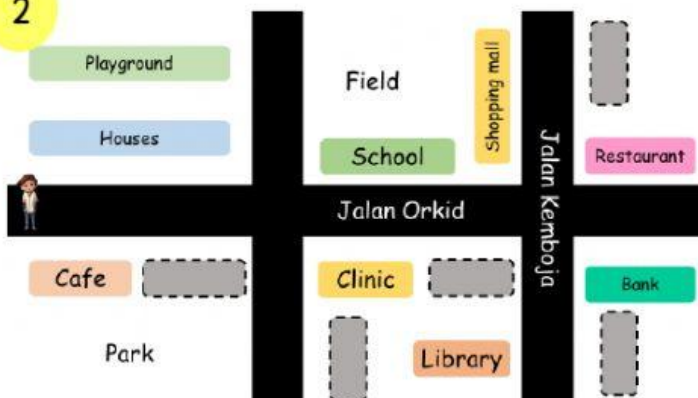 2
Playground
Field
Shopping mall
Houses
School
Jalan Kemboja
Restaurant
Jalan Orkid
Cafe
Clinic
Bank
Park
Library